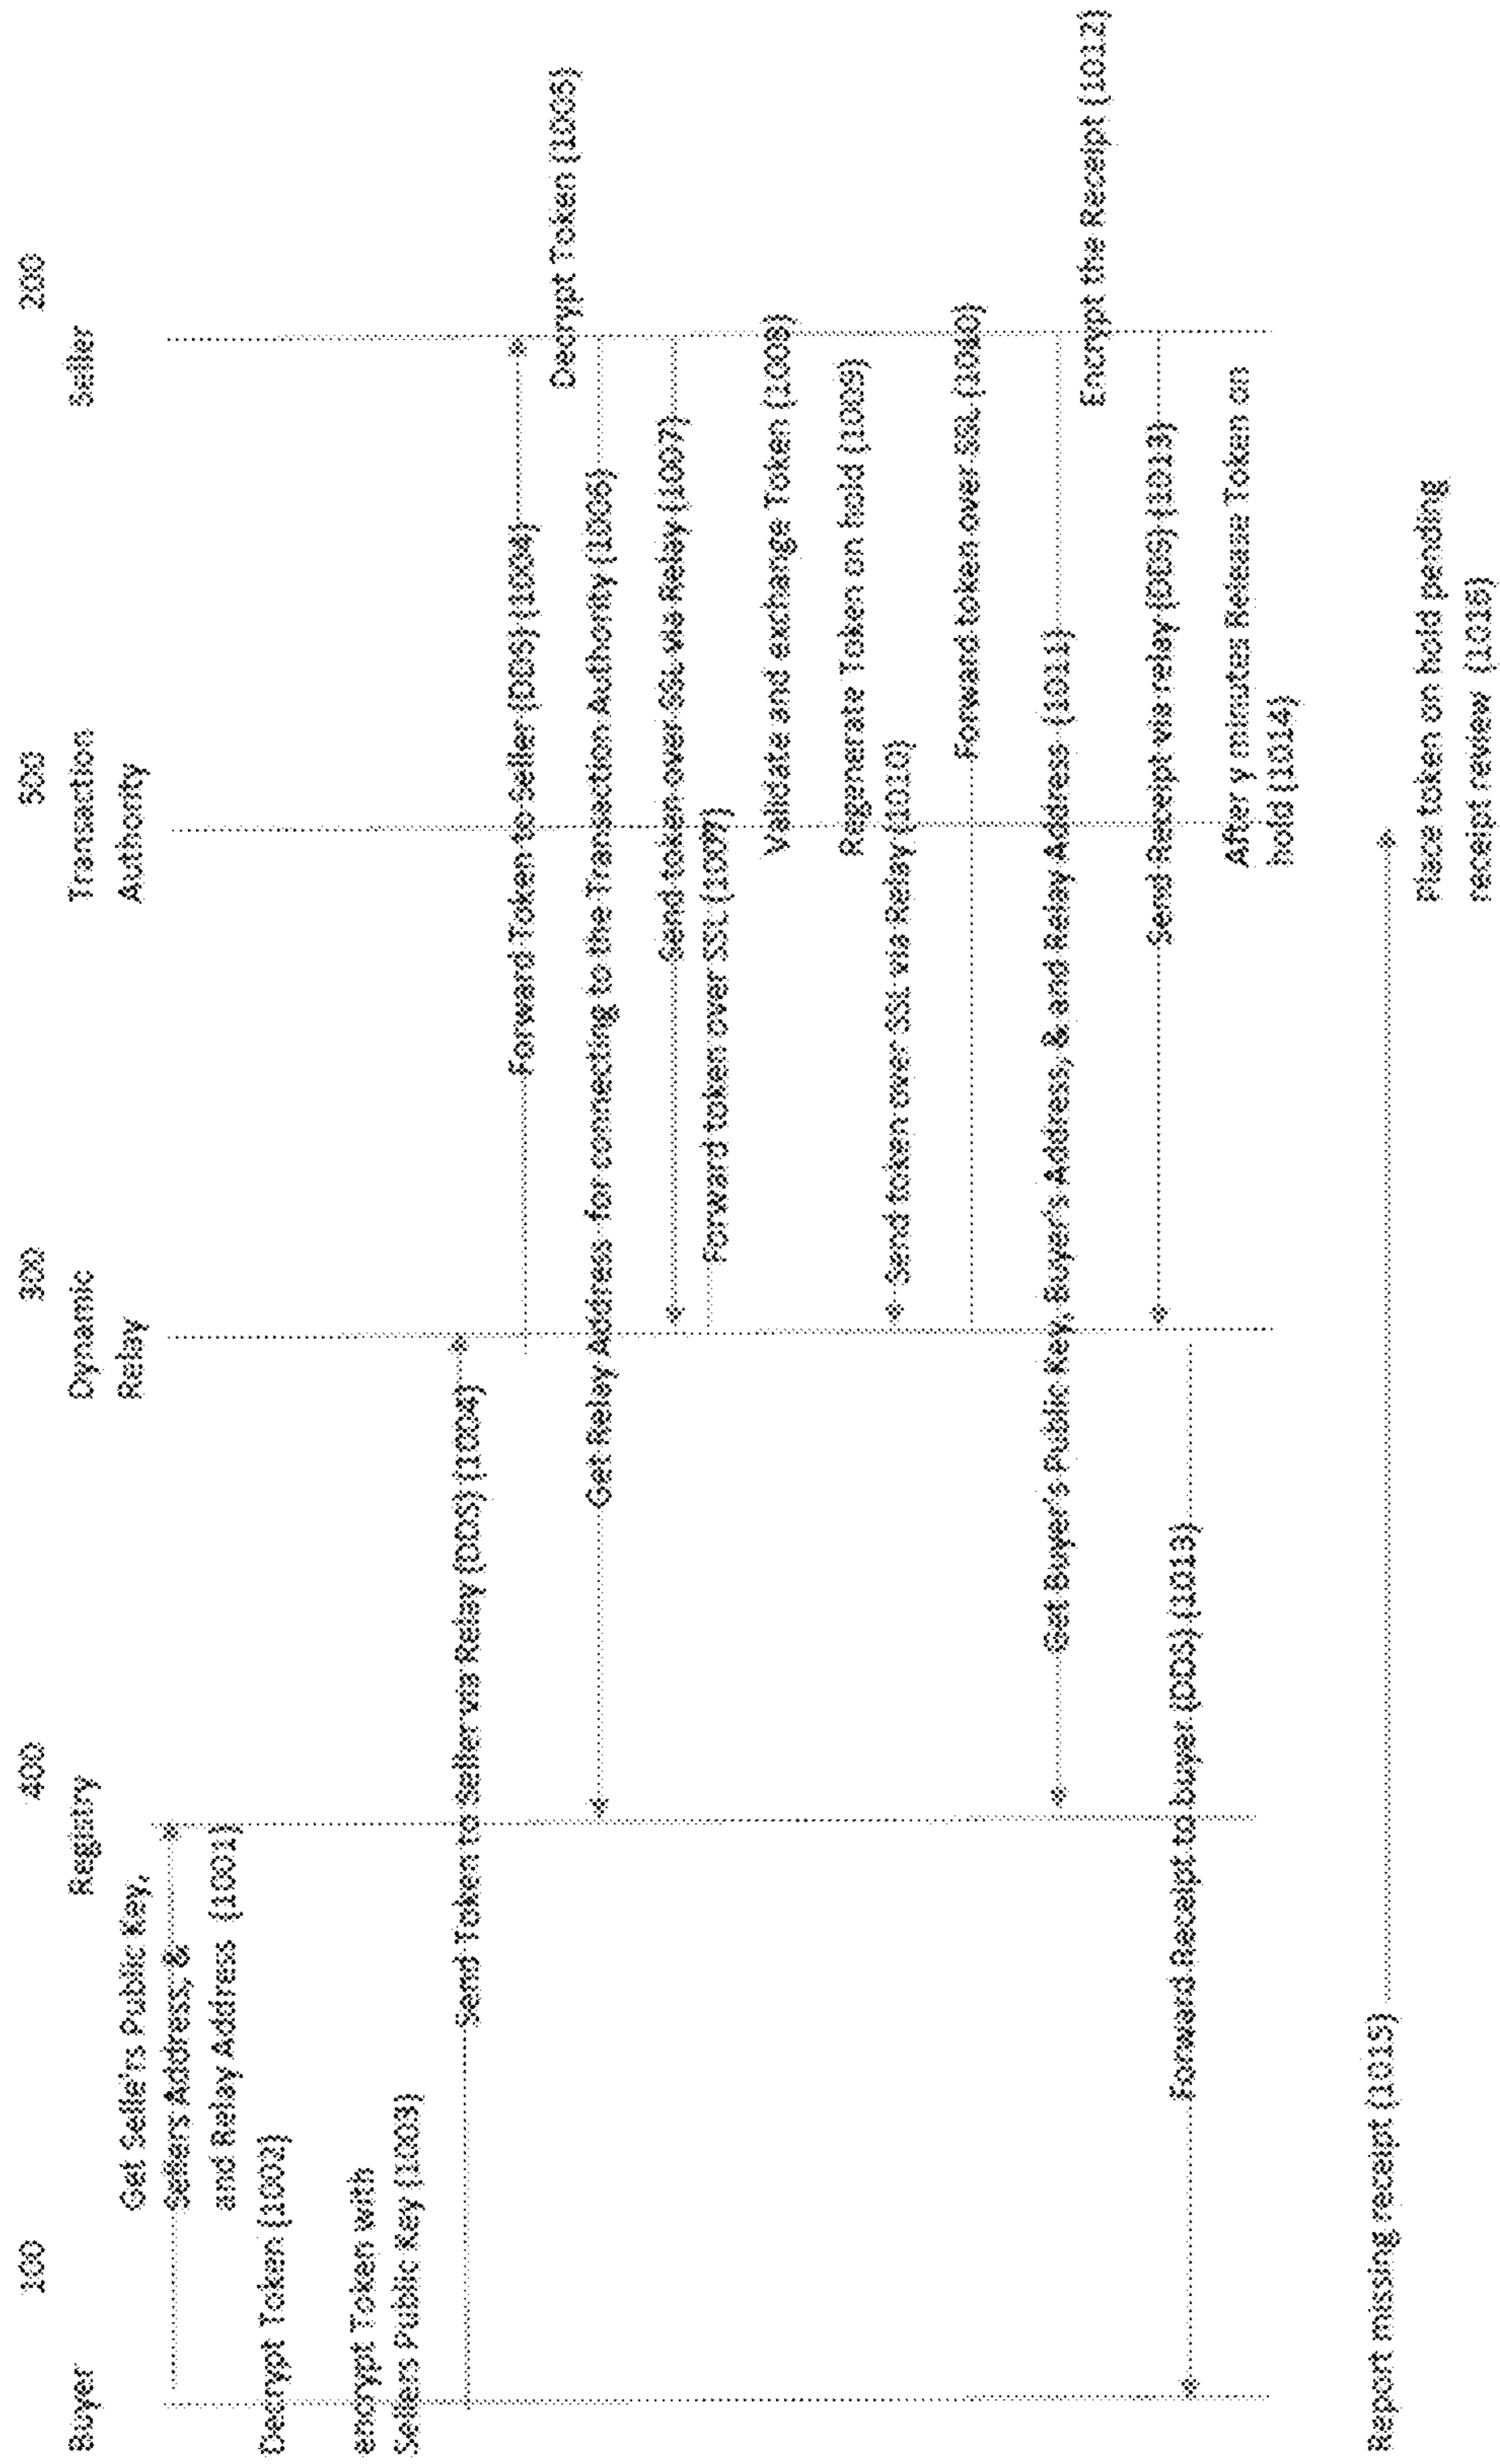 100
400
300
500
200
Buyer
Registry
Dynamic
Relay
Transaction
Authority
Seller
Get Selle'rs Public Key,
Sellers Address, &
and Relay Address (1001)
Decrypt Token (1002)
encrypt Token with
Sellers Public Key (1003)
Send Token to Seller via Relay (DDS) (1004)
Forward Token to Seller (DDS) (1004)
Decrypt Token (1005)
Get Relay Address for connecting to the Transaction Authority (1006)
Send token over SSL via Relay (1007)
Forward token over SSL (1007)
Validate and exchange Token (1008)
Regenerate Token on hold (1009)
Send token over SSL via Relay (1010)
Forward token over SSL (1010)
Get Buyer's Public Key, Buyer's Address, & and Relay Address (1011)
Encrypt the Receipt (1012)
Send Receipt via relay (DDS) (1013)
Forward Receipt to buyer (DDS) (1013)
After y minutes Release Token on
hold (1014)
Report missing receipt (1015)
Place token on hold pending
receipt review (1016)